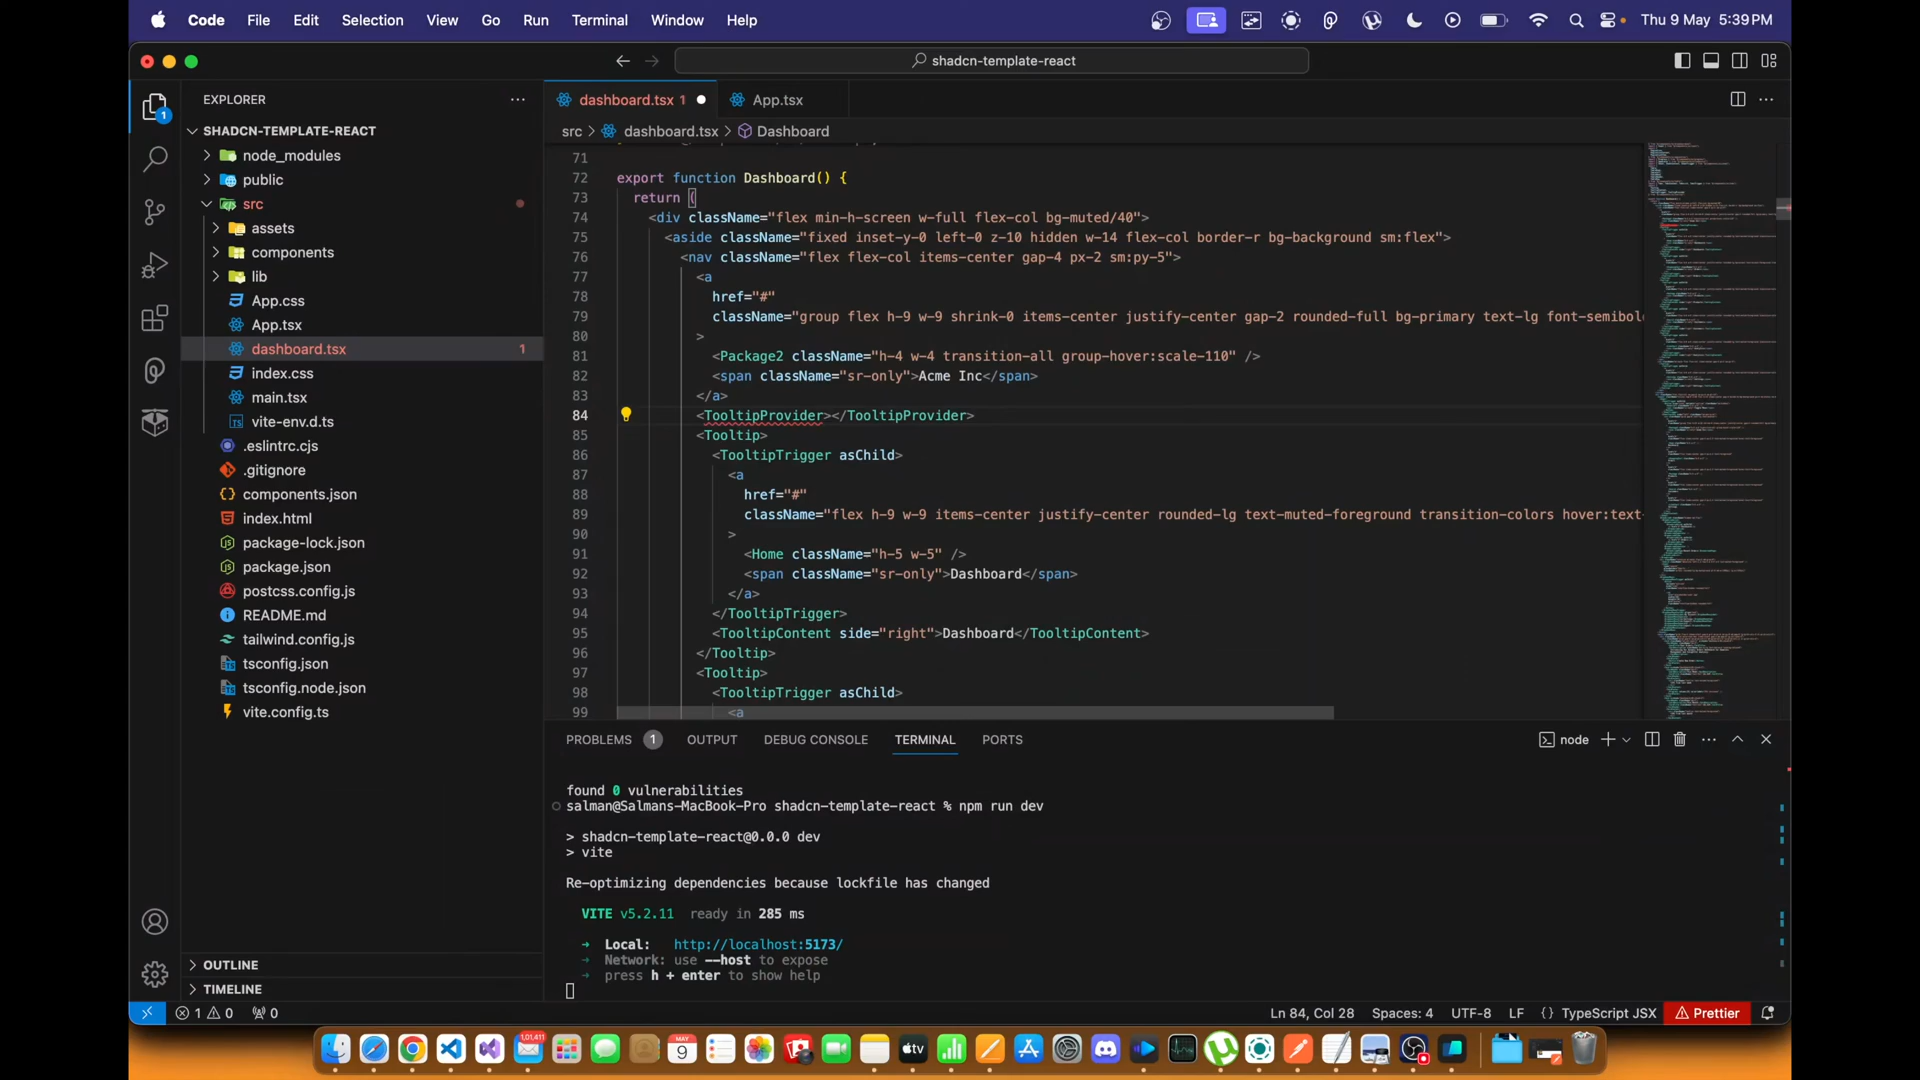 Code File Edit Selection View Go Run Terminal Window Help Thu 9 May 5:39 PM
shadcn-template-react
EXPLORER
SHADCN-TEMPLATE-REACT
node_modules
public
src
assets
components
lib
App.css
App.tsx
dashboard.tsx 1
index.css
main.tsx
TS vite-env.d.ts
.eslintrc.cjs
.gitignore
components.json
index.html
package-lock.json
package.json
postcss.config.js
README.md
tailwind.config.js
tsconfig.json
tsconfig.node.json
vite.config.ts
OUTLINE
TIMELINE
1
dashboard.tsx 1 App.tsx
src > dashboard.tsx > Dashboard
71
72 export function Dashboard() {
73 return (
74 <div className="flex min-h-screen w-full flex-col bg-muted/40">
75 <aside className="fixed inset-y-0 left-0 z-10 hidden w-14 flex-col border-r bg-background sm:flex">
76 <nav className="flex flex-col items-center gap-4 px-2 sm:py-5">
77 <a
78 href="#"
79 className="group flex h-9 w-9 shrink-0 items-center justify-center gap-2 rounded-full bg-primary text-lg font-semibol
80 >
81 <Package2 className="h-4 w-4 transition-all group-hover:scale-110" />
82 <span className="sr-only">Acme Inc</span>
83 </a>
84 <TooltipProvider></TooltipProvider>
85 <Tooltip>
86 <TooltipTrigger asChild>
87 <a
88 href="#"
89 className="flex h-9 w-9 items-center justify-center rounded-lg text-muted-foreground transition-colors hover:text-
90 >
91 <Home className="h-5 w-5" />
92 <span className="sr-only">Dashboard</span>
93 </a>
94 </TooltipTrigger>
95 <TooltipContent side="right">Dashboard</TooltipContent>
96 </Tooltip>
97 <Tooltip>
98 <TooltipTrigger asChild>
99 <a
PROBLEMS 1 OUTPUT DEBUG CONSOLE TERMINAL PORTS node
found 0 vulnerabilities
salman@Salmans-MacBook-Pro shadcn-template-react % npm run dev
> shadcn-template-react@0.0.0 dev
> vite
Re-optimizing dependencies because lockfile has changed
VITE v5.2.11 ready in 285 ms
➜ Local: http://localhost:5173/
➜ Network: use --host to expose
➜ press h + enter to show help
1 0 0 Ln 84, Col 28 Spaces: 4 UTF-8 LF {} TypeScript JSX Prettier
1,01,411
MAY
9
tv